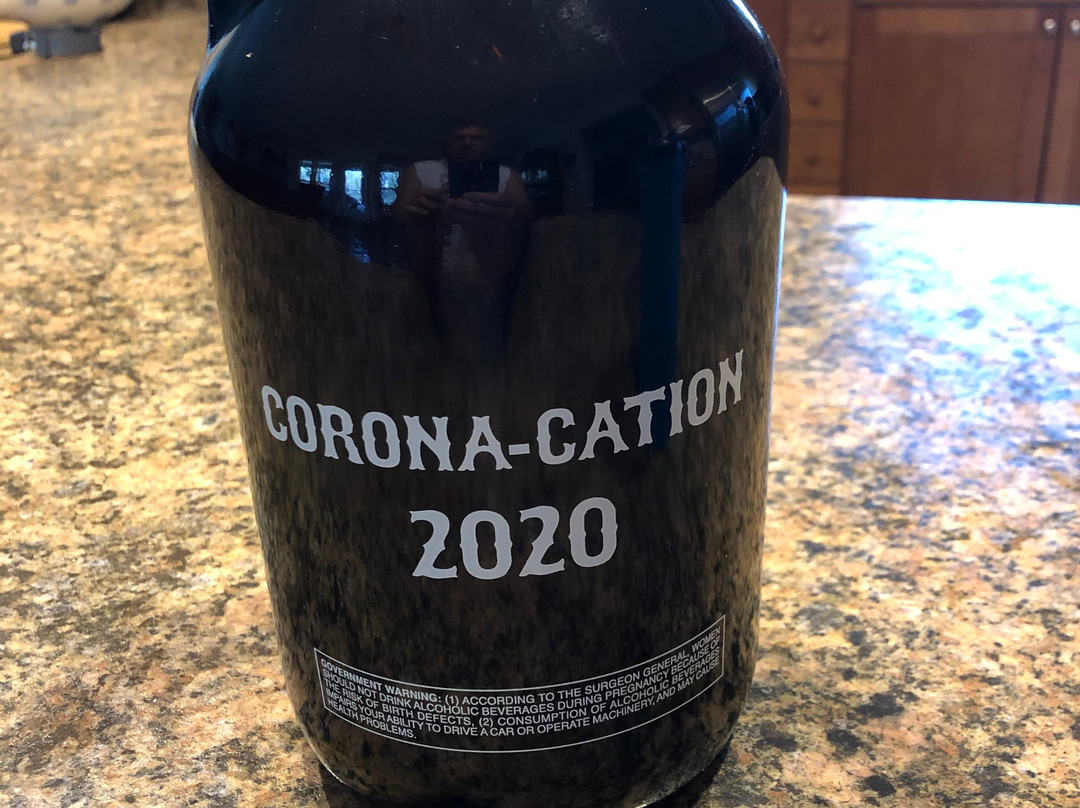 CORONA-CATION
2020
GOVERNMENT WARNING: (1) ACCORDING TO THE SURGEON GENERAL, WOMEN
SHOULD NOT DRINK ALCOHOLIC BEVERAGES DURING PREGNANCY BECAUSE OF
THE RISK OF BIRTH DEFECTS, (2) CONSUMPTION OF ALCOHOLIC BEVERAGES
IMPAIRS YOUR ABILITY TO DRIVE A CAR OR OPERATE MACHINERY, AND MAY CAUSE
HEALTH PROBLEMS.